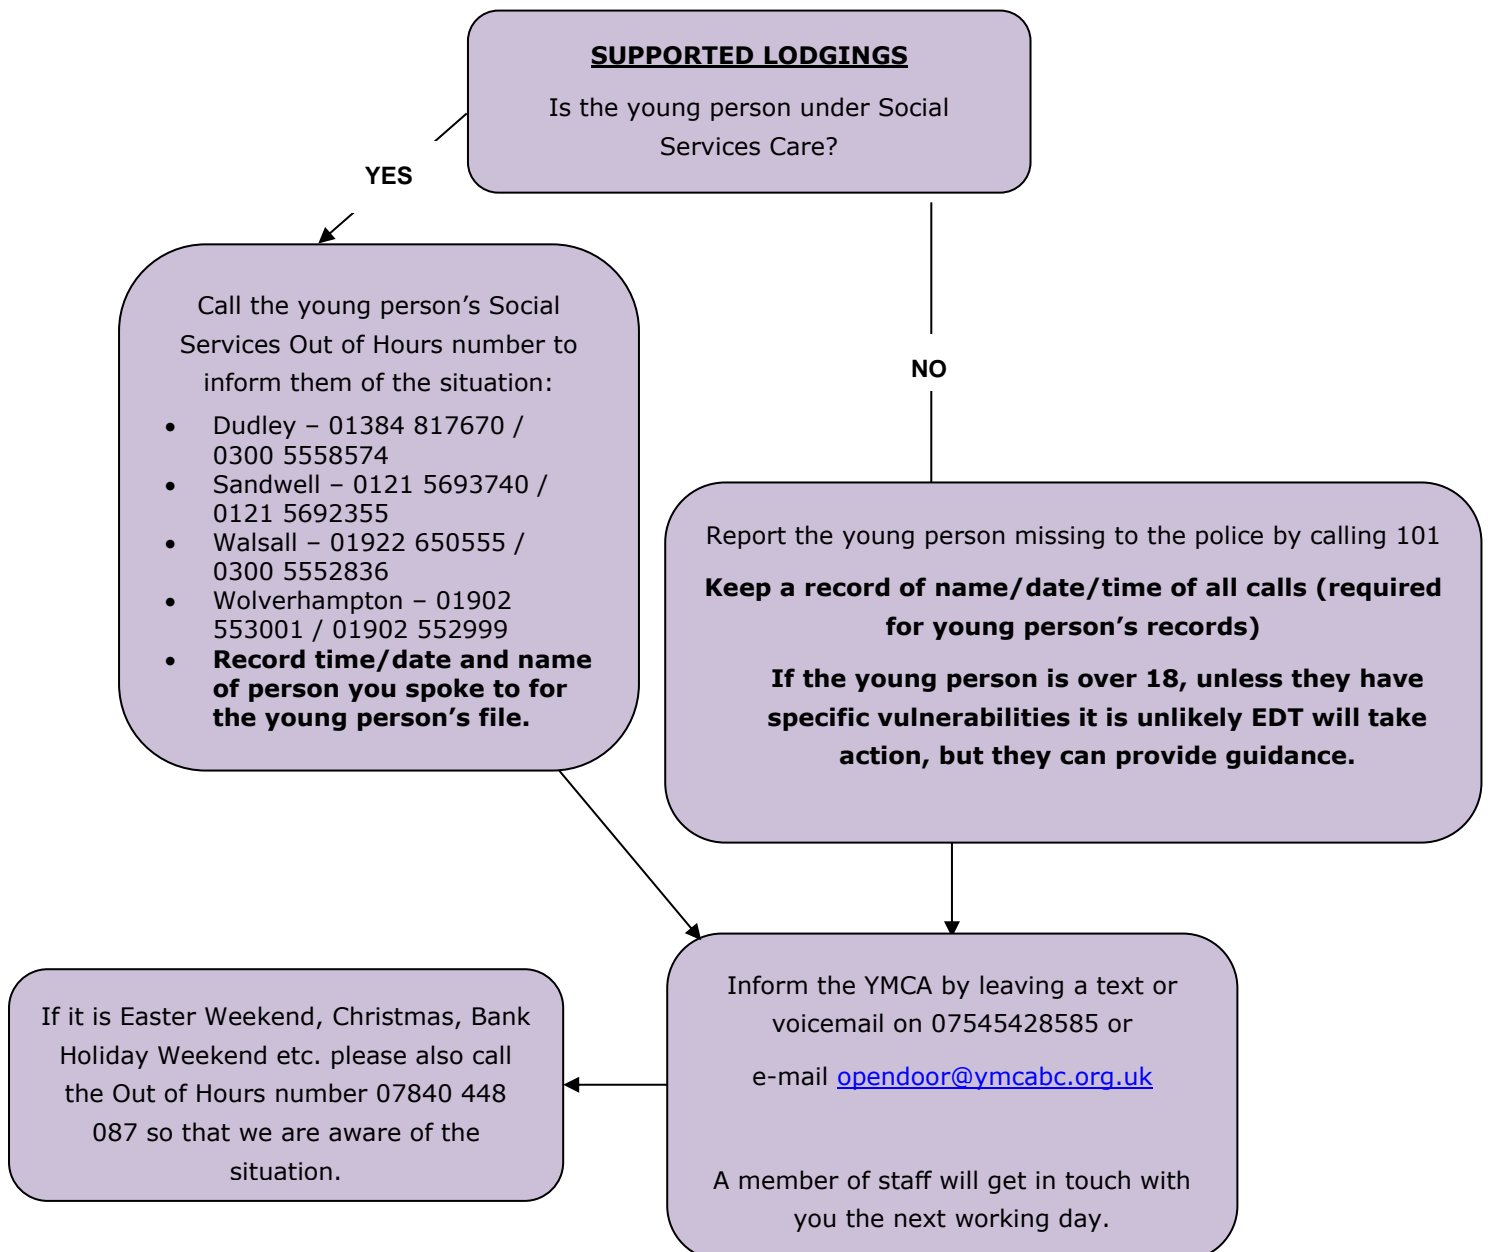 SUPPORTED LODGINGS
Is the young person under Social
Services Care?
YES
NO
Call the young person’s Social
Services Out of Hours number to
inform them of the situation:
• Dudley – 01384 817670 /
0300 5558574
• Sandwell – 0121 5693740 /
0121 5692355
• Walsall – 01922 650555 /
0300 5552836
• Wolverhampton – 01902
553001 / 01902 552999
• Record time/date and name
of person you spoke to for
the young person’s file.
Report the young person missing to the police by calling 101
Keep a record of name/date/time of all calls (required
for young person’s records)
If the young person is over 18, unless they have
specific vulnerabilities it is unlikely EDT will take
action, but they can provide guidance.
Inform the YMCA by leaving a text or
voicemail on 07545428585 or
e-mail opendoor@ymcabc.org.uk
A member of staff will get in touch with
you the next working day.
If it is Easter Weekend, Christmas, Bank
Holiday Weekend etc. please also call
the Out of Hours number 07840 448
087 so that we are aware of the
situation.